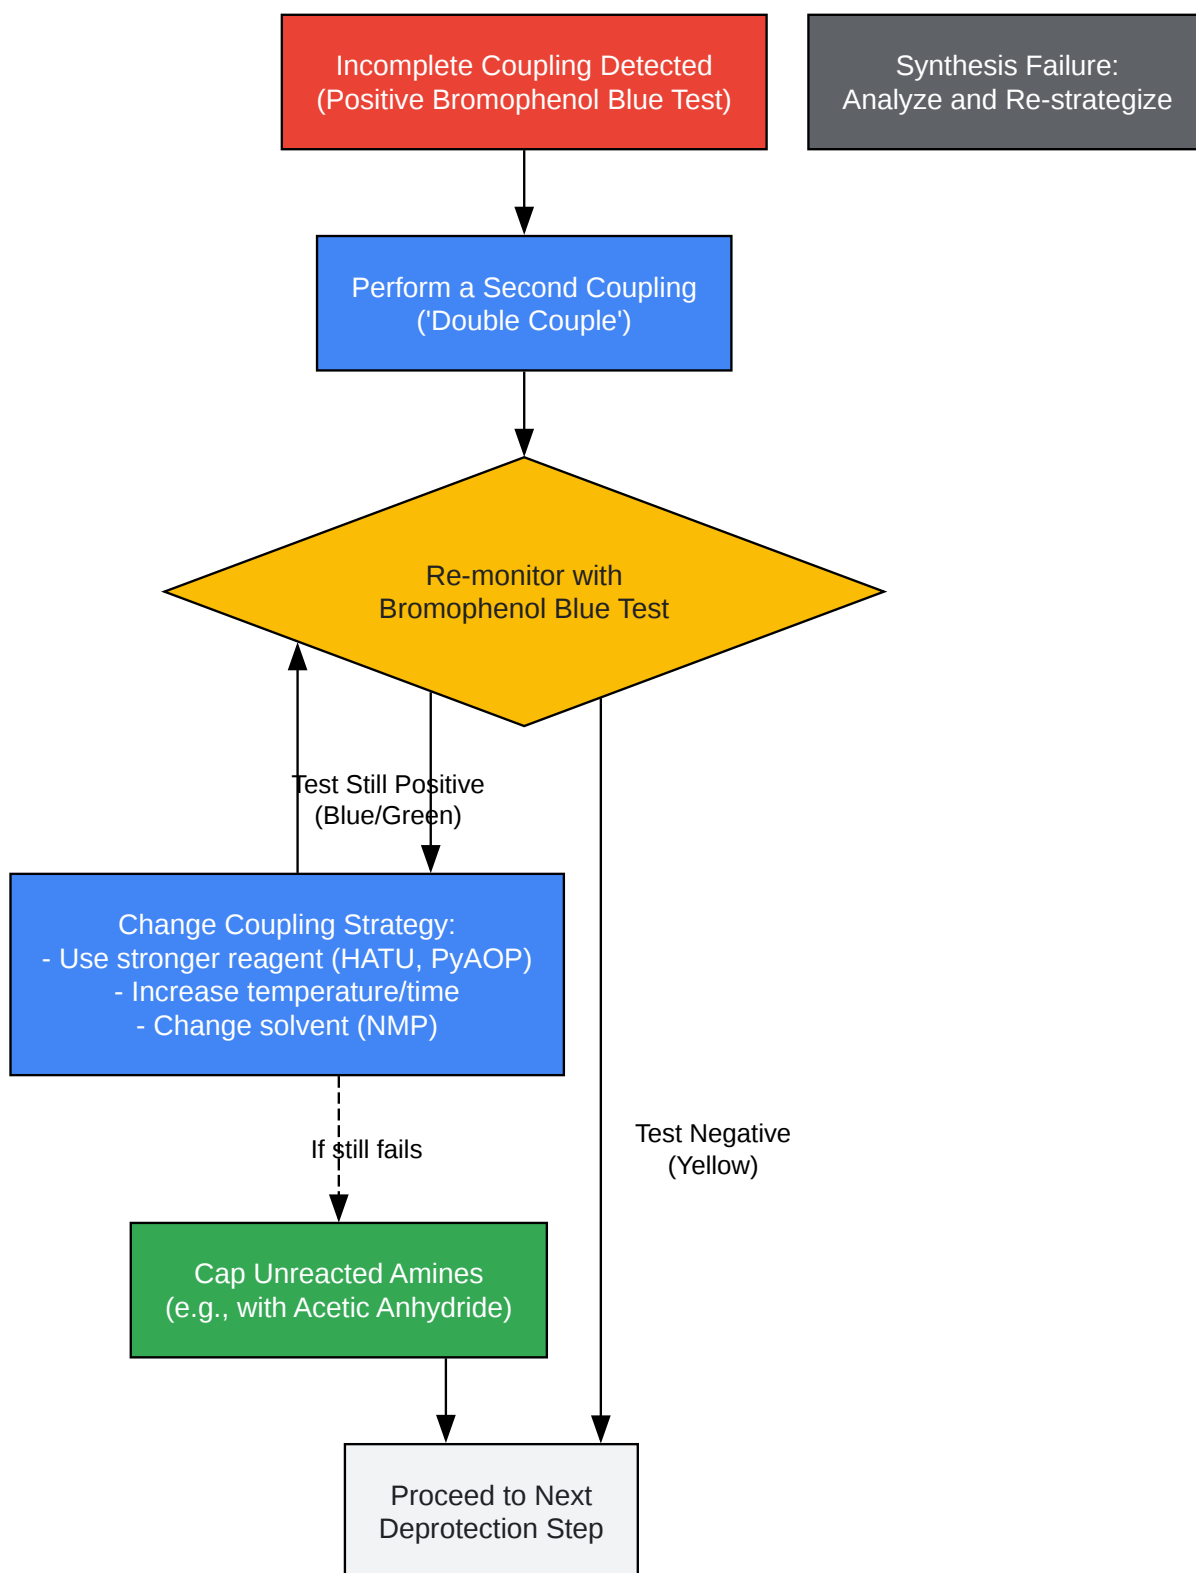 Incomplete Coupling Detected
(Positive Bromophenol Blue Test)
Synthesis Failure:
Analyze and Re-strategize
Perform a Second Coupling
('Double Couple')
Re-monitor with
Bromophenol Blue Test
Test Still Positive
(Blue/Green)
Change Coupling Strategy:
- Use stronger reagent (HATU, PyAOP)
- Increase temperature/time
- Change solvent (NMP)
If still fails
Test Negative
(Yellow)
Cap Unreacted Amines
(e.g., with Acetic Anhydride)
Proceed to Next
Deprotection Step